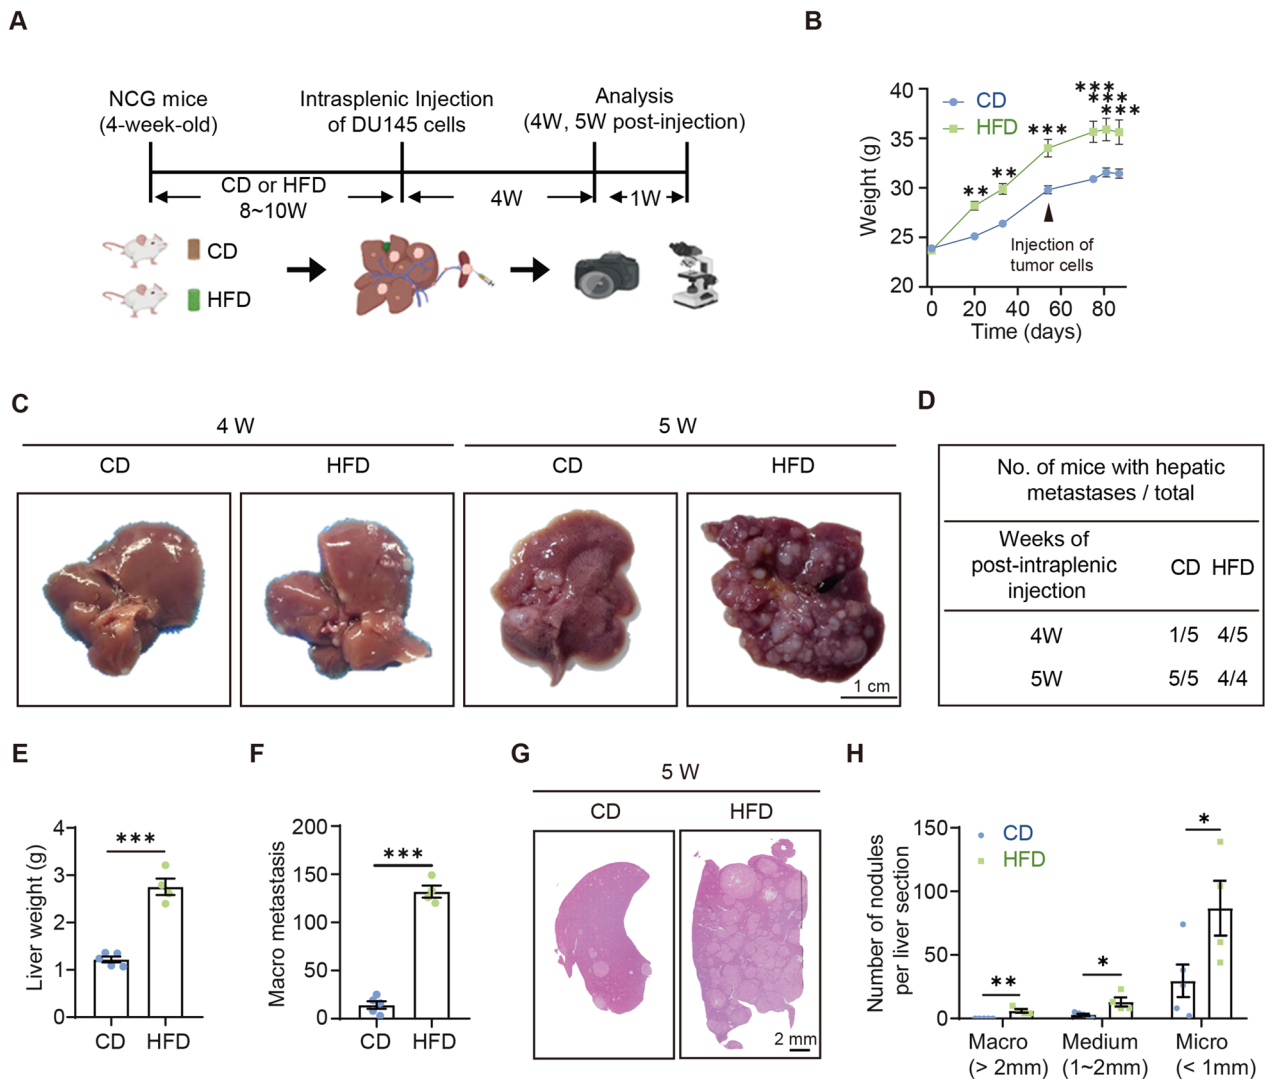 A
NCG mice
(4-week-old)
Intrasplenic Injection
of DU145 cells
Analysis
(4W, 5W post-injection)
CD or HFD
8~10W
4W
1W
CD
HFD
B
40
35
30
25
20
Weight (g)
CD
HFD
**
**
***
***
***
***
Injection of
tumor cells
0
20
40
60
80
Time (days)
C
4 W
5 W
CD
HFD
CD
HFD
1 cm
D
No. of mice with hepatic
metastases / total
Weeks of
post-intraplenic
injection
CD HFD
4W 1/5 4/5
5W 5/5 4/4
E
Liver weight (g)
4
3
2
1
0
***
CD
HFD
F
Macro metastasis
200
150
100
50
0
***
CD
HFD
G
5 W
CD
HFD
2 mm
H
Number of nodules
per liver section
150
100
50
0
CD
HFD
**
*
*
Macro
(> 2mm)
Medium
(1~2mm)
Micro
(< 1mm)